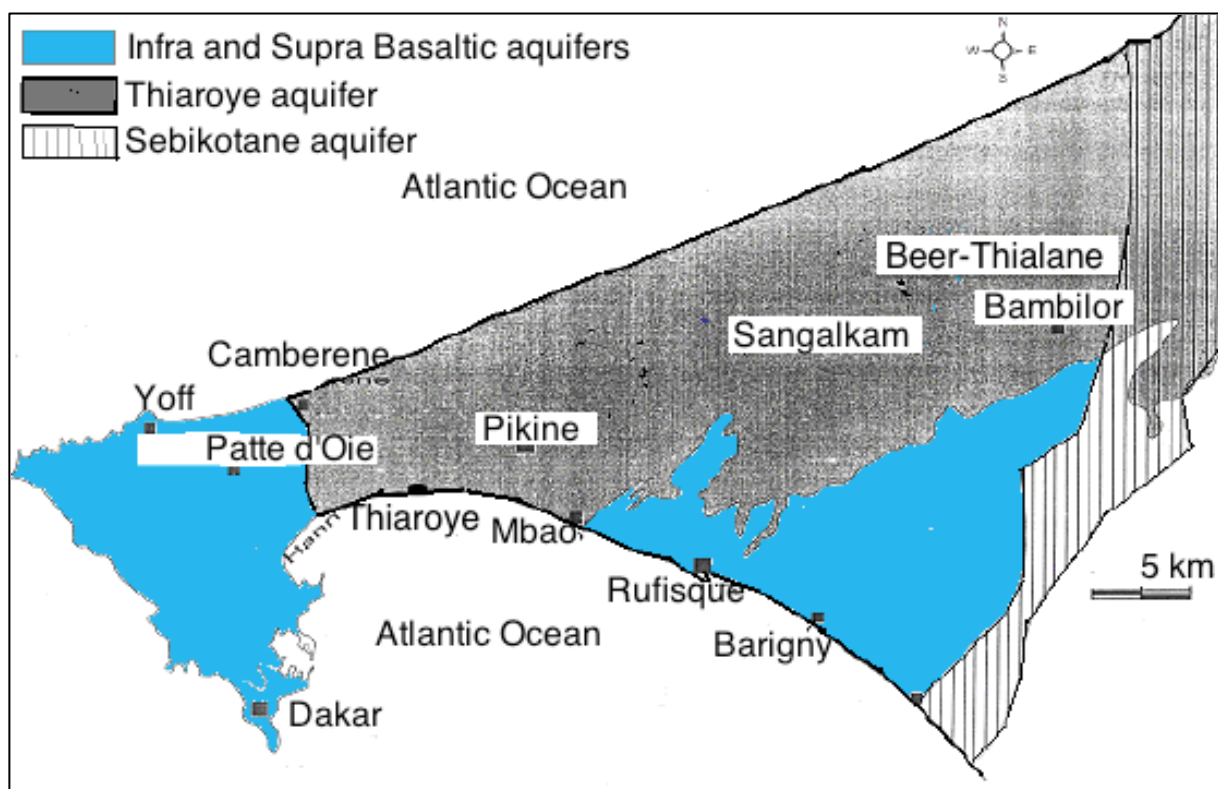 Infra and Supra Basaltic aquifers
Thiaroye aquifer
Sebikotane aquifer
N
W E
S
Atlantic Ocean
Beer-Thialane
Bambilor
Sangalkam
Camberene
Yoff
Pikine
Patte d'Oie
Thiaroye
Hann
Mbao
5 km
Rufisque
Atlantic Ocean
Barigny
Dakar